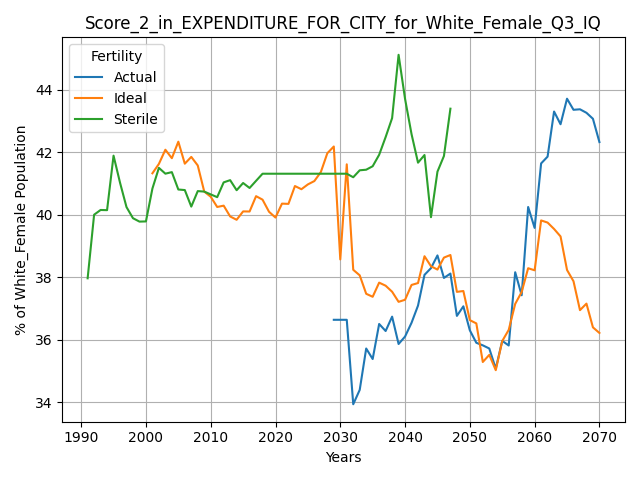 Score_2_in_EXPENDITURE_FOR_CITY_for_White_Female_Q3_IQ
Fertility
Actual
Ideal
Sterile
% of White_Female Population
44
42
40
38
36
34
1990
2000
2010
2020
2030
2040
2050
2060
2070
Years